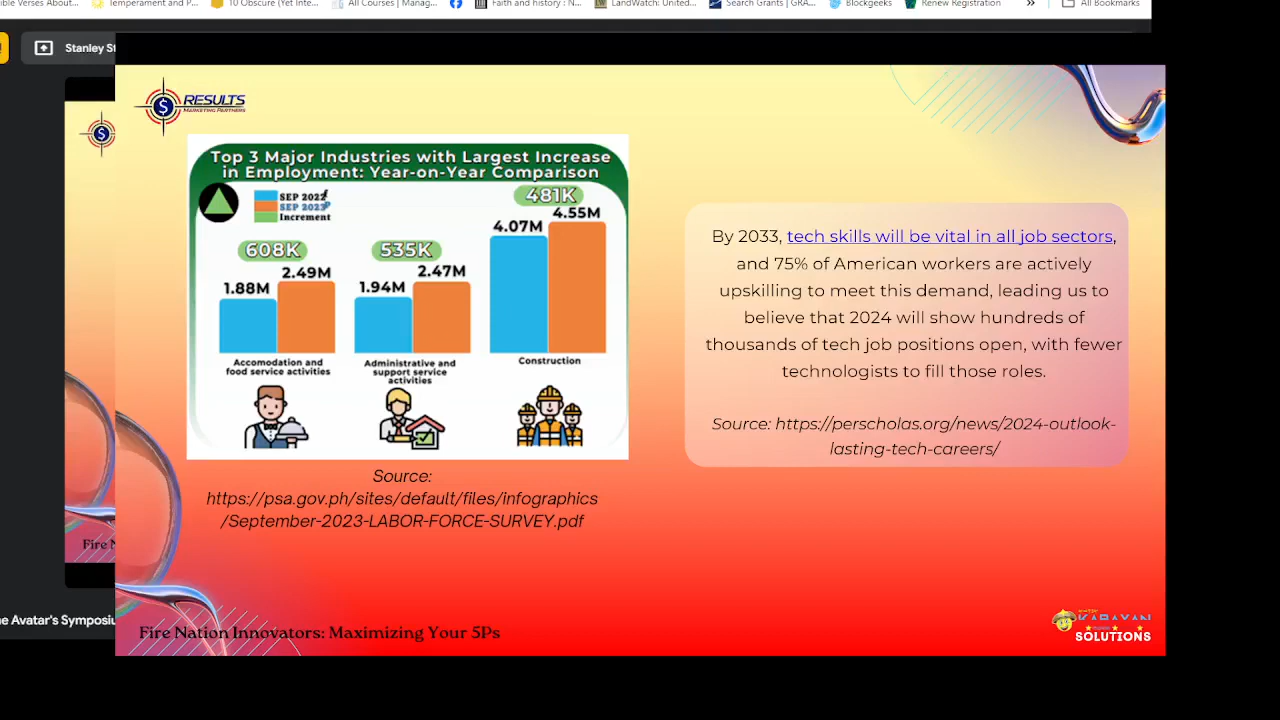 ible Verses About...
Temperament and P...
10 Obscure (Yet Inte...
All Courses | Manag...
Faith and history : N...
LandWatch: United...
Search Grants | GRA...
Blockgeeks
Renew Registration
»
All Bookmarks
Stanley St
RESULTS
MARKETING PARTNERS
Top 3 Major Industries with Largest Increase
in Employment: Year-on-Year Comparison
SEP 2022
SEP 2023
Increment
608K
1.88M
2.49M
Accomodation and
food service activities
535K
1.94M
2.47M
Administrative and
support service
activities
481K
4.07M
4.55M
Construction
Source:
https://psa.gov.ph/sites/default/files/infographics
/September-2023-LABOR-FORCE-SURVEY.pdf
By 2033, tech skills will be vital in all job sectors,
and 75% of American workers are actively
upskilling to meet this demand, leading us to
believe that 2024 will show hundreds of
thousands of tech job positions open, with fewer
technologists to fill those roles.
Source: https://perscholas.org/news/2024-outlook-
lasting-tech-careers/
Fire N
ne Avatar's Symposiu
Fire Nation Innovators: Maximizing Your 5Ps
KABAYAN
SOLUTIONS